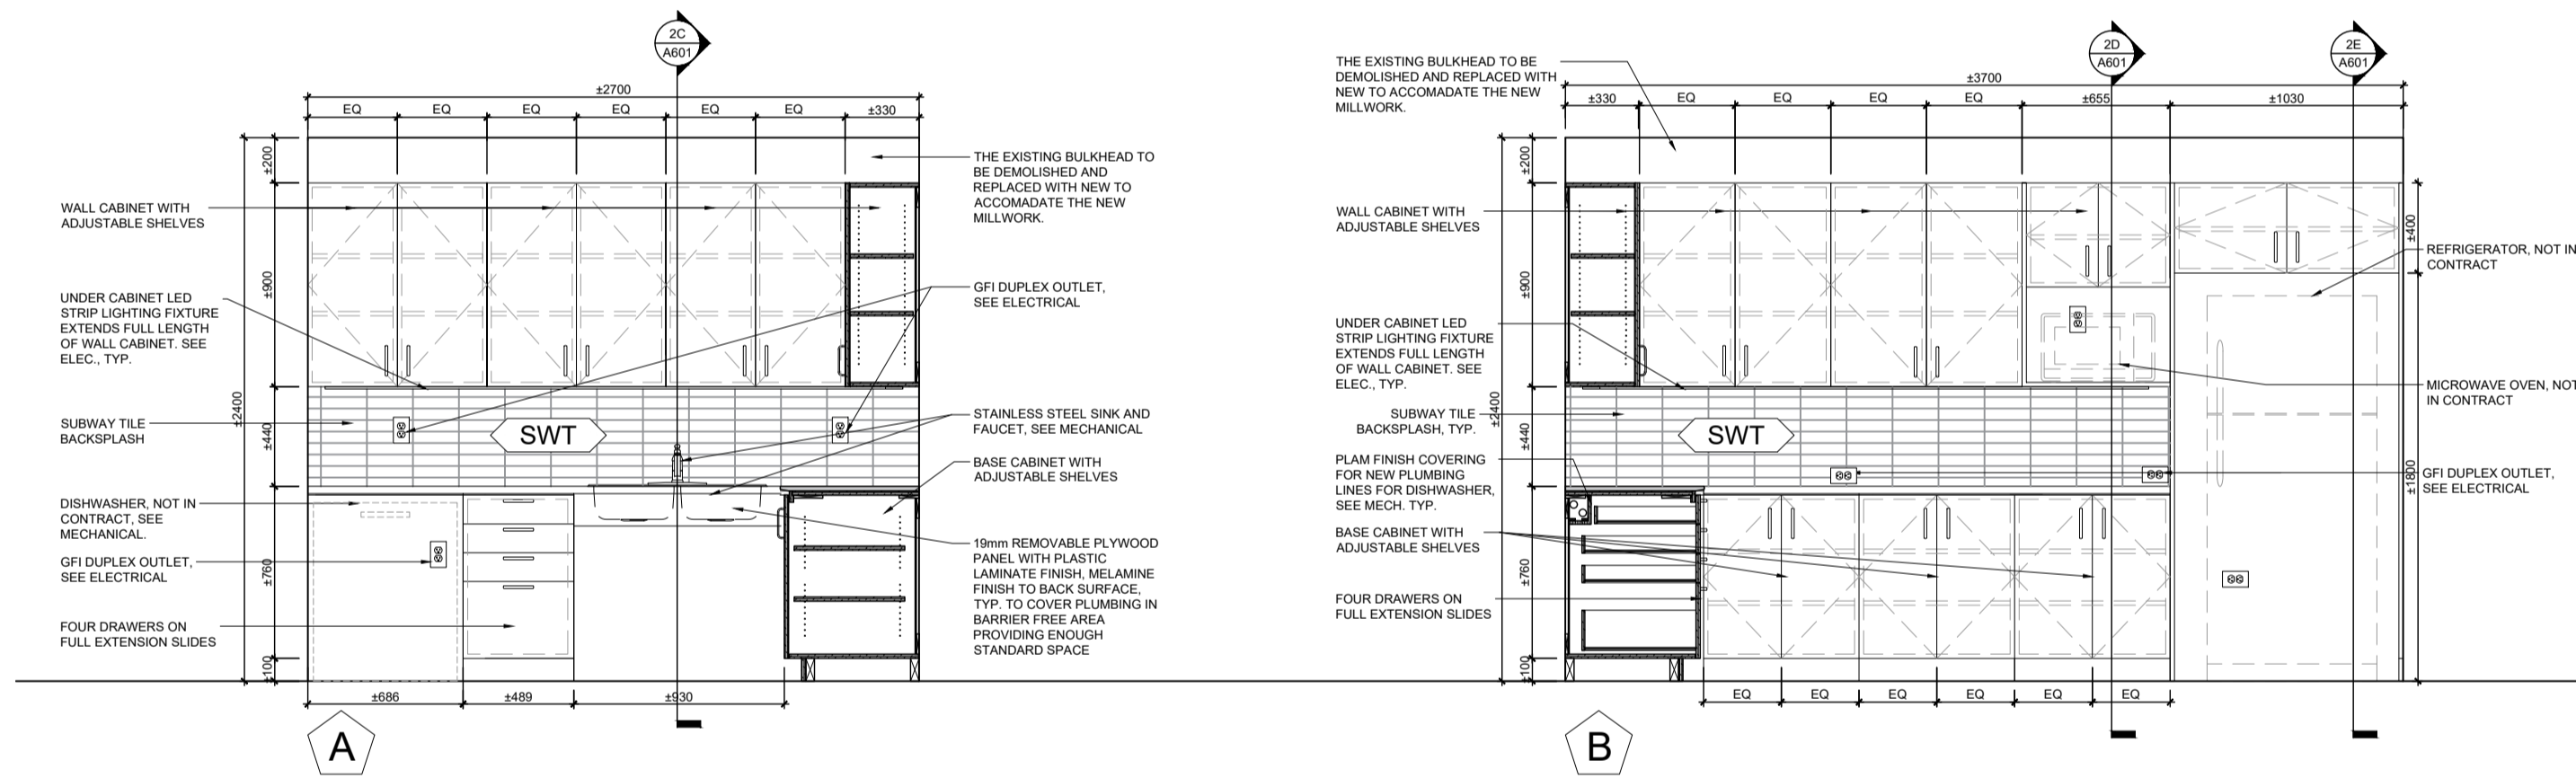 2C
A601
±2700
EQ EQ EQ EQ EQ EQ ±330
±200
±900
±2400
±440
±760
±100
WALL CABINET WITH
ADJUSTABLE SHELVES
UNDER CABINET LED
STRIP LIGHTING FIXTURE
EXTENDS FULL LENGTH
OF WALL CABINET. SEE
ELEC., TYP.
SUBWAY TILE
BACKSPLASH
DISHWASHER, NOT IN
CONTRACT, SEE
MECHANICAL.
GFI DUPLEX OUTLET,
SEE ELECTRICAL
FOUR DRAWERS ON
FULL EXTENSION SLIDES
SWT
THE EXISTING BULKHEAD TO
BE DEMOLISHED AND
REPLACED WITH NEW TO
ACCOMADATE THE NEW
MILLWORK.
GFI DUPLEX OUTLET,
SEE ELECTRICAL
STAINLESS STEEL SINK AND
FAUCET, SEE MECHANICAL
BASE CABINET WITH
ADJUSTABLE SHELVES
19mm REMOVABLE PLYWOOD
PANEL WITH PLASTIC
LAMINATE FINISH, MELAMINE
FINISH TO BACK SURFACE,
TYP. TO COVER PLUMBING IN
BARRIER FREE AREA
PROVIDING ENOUGH
STANDARD SPACE
±686 ±489 ±930
A
2D
A601
2E
A601
THE EXISTING BULKHEAD TO BE
DEMOLISHED AND REPLACED WITH
NEW TO ACCOMADATE THE NEW
MILLWORK.
±3700
±330 EQ EQ EQ EQ ±655 ±1030
±200
±900
±2400
±440
±760
±100
WALL CABINET WITH
ADJUSTABLE SHELVES
UNDER CABINET LED
STRIP LIGHTING FIXTURE
EXTENDS FULL LENGTH
OF WALL CABINET. SEE
ELEC., TYP.
SUBWAY TILE
BACKSPLASH, TYP.
PLAM FINISH COVERING
FOR NEW PLUMBING
LINES FOR DISHWASHER,
SEE MECH. TYP.
BASE CABINET WITH
ADJUSTABLE SHELVES
FOUR DRAWERS ON
FULL EXTENSION SLIDES
SWT
±400
±1800
REFRIGERATOR, NOT IN
CONTRACT
MICROWAVE OVEN, NOT
IN CONTRACT
GFI DUPLEX OUTLET,
SEE ELECTRICAL
EQ EQ EQ EQ EQ EQ
B